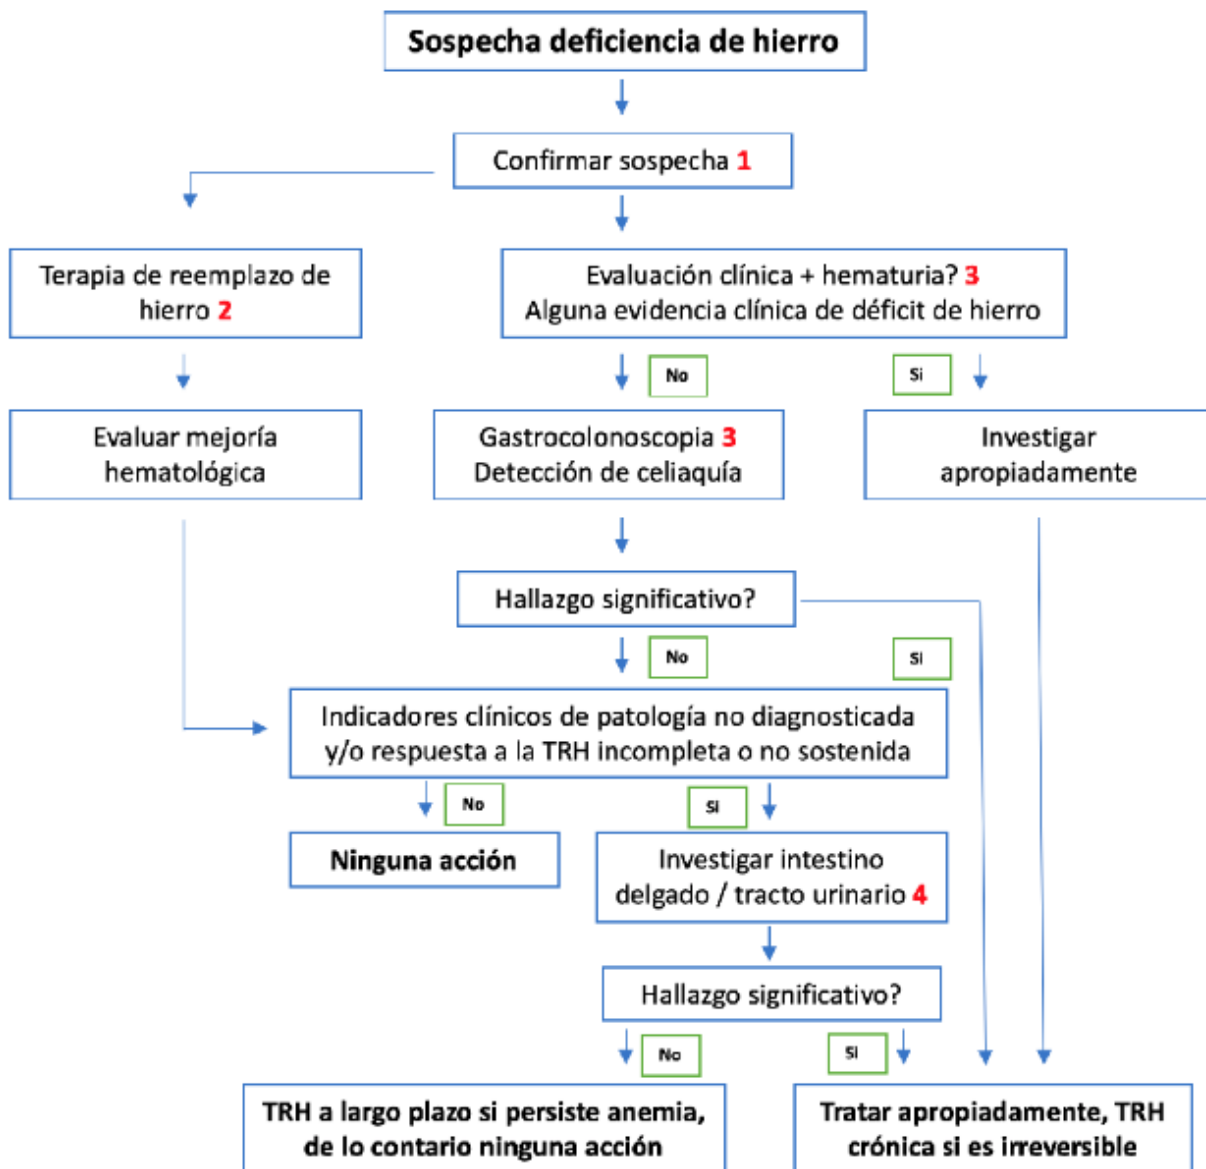 Sospecha deficiencia de hierro
Confirmar sospecha 1
Terapia de reemplazo de
hierro 2
Evaluación clínica + hematuria? 3
Alguna evidencia clínica de déficit de hierro
No
Si
Evaluar mejoría
hematológica
Gastrocolonoscopia 3
Detección de celiaquía
Investigar
apropiadamente
Hallazgo significativo?
No
Si
Indicadores clínicos de patología no diagnosticada
y/o respuesta a la TRH incompleta o no sostenida
No
Si
Ninguna acción
Investigar intestino
delgado / tracto urinario 4
Hallazgo significativo?
No
Si
TRH a largo plazo si persiste anemia,
de lo contario ninguna acción
Tratar apropiadamente, TRH
crónica si es irreversible